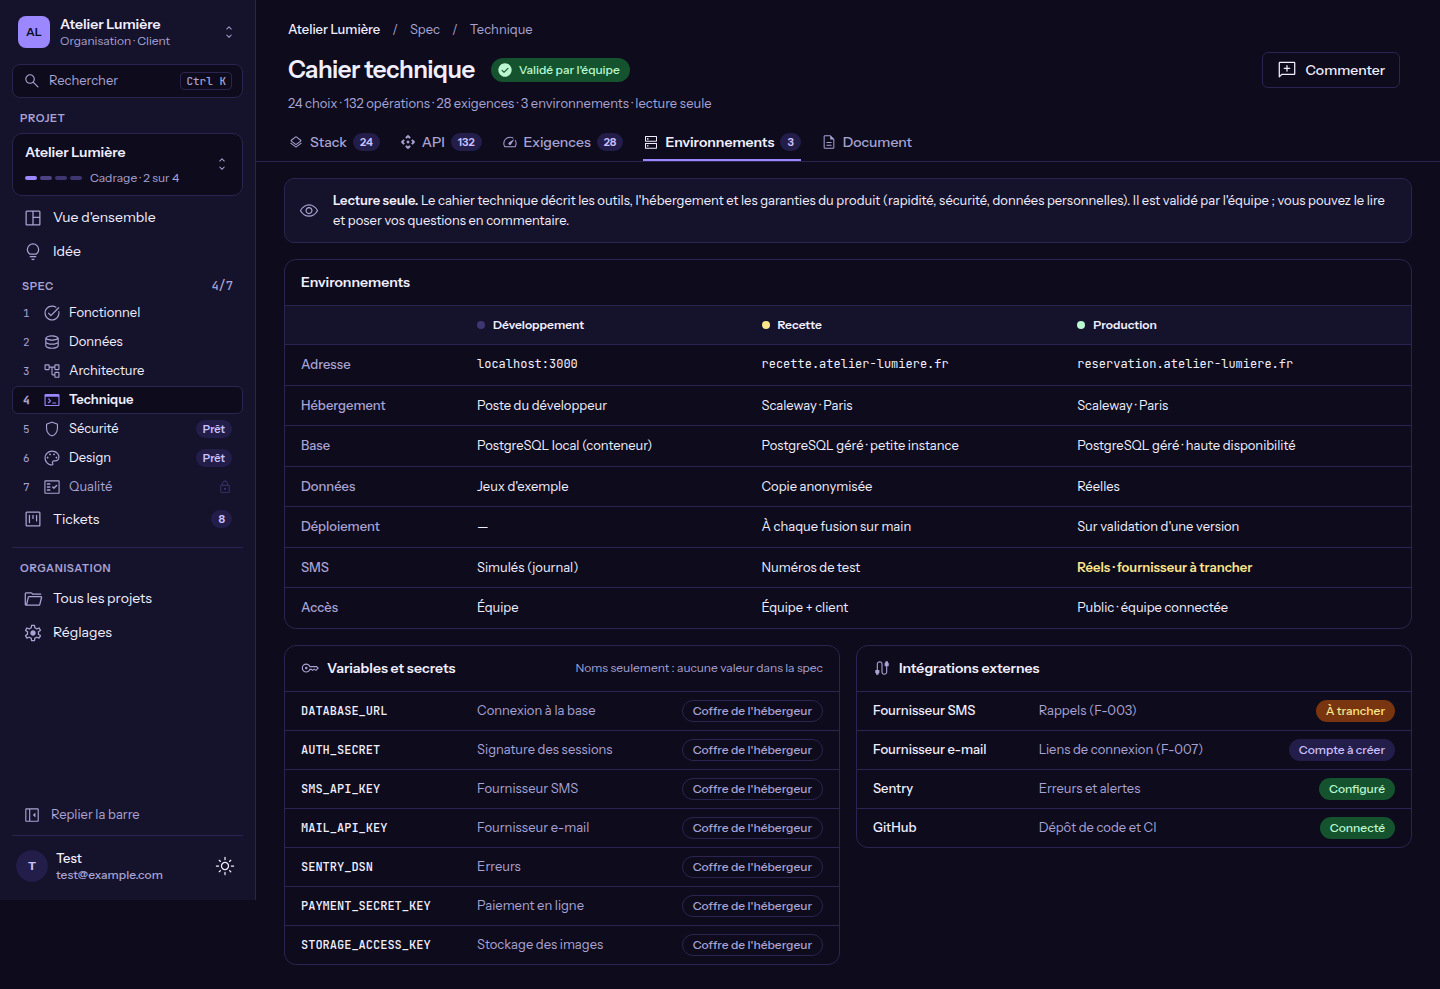 AL
Atelier Lumière
Organisation · Client
Rechercher
Ctrl K
PROJET
Atelier Lumière
Cadrage · 2 sur 4
Vue d'ensemble
Idée
SPEC 4/7
1 Fonctionnel
2 Données
3 Architecture
4 Technique
5 Sécurité Prêt
6 Design Prêt
7 Qualité
Tickets 8
ORGANISATION
Tous les projets
Réglages
Replier la barre
T
Test
test@example.com
Atelier Lumière / Spec / Technique
Cahier technique Validé par l'équipe
Commenter
24 choix · 132 opérations · 28 exigences · 3 environnements · lecture seule
Stack 24 API 132 Exigences 28 Environnements 3 Document
Lecture seule. Le cahier technique décrit les outils, l'hébergement et les garanties du produit (rapidité, sécurité, données personnelles). Il est validé par l'équipe ; vous pouvez le lire
et poser vos questions en commentaire.
Environnements
Développement Recette Production
Adresse localhost:3000 recette.atelier-lumiere.fr reservation.atelier-lumiere.fr
Hébergement Poste du développeur Scaleway · Paris Scaleway · Paris
Base PostgreSQL local (conteneur) PostgreSQL géré · petite instance PostgreSQL géré · haute disponibilité
Données Jeux d'exemple Copie anonymisée Réelles
Déploiement — À chaque fusion sur main Sur validation d'une version
SMS Simulés (journal) Numéros de test Réels · fournisseur à trancher
Accès Équipe Équipe + client Public · équipe connectée
Variables et secrets Noms seulement : aucune valeur dans la spec
DATABASE_URL Connexion à la base Coffre de l'hébergeur
AUTH_SECRET Signature des sessions Coffre de l'hébergeur
SMS_API_KEY Fournisseur SMS Coffre de l'hébergeur
MAIL_API_KEY Fournisseur e-mail Coffre de l'hébergeur
SENTRY_DSN Erreurs Coffre de l'hébergeur
PAYMENT_SECRET_KEY Paiement en ligne Coffre de l'hébergeur
STORAGE_ACCESS_KEY Stockage des images Coffre de l'hébergeur
Intégrations externes
Fournisseur SMS Rappels (F-003) À trancher
Fournisseur e-mail Liens de connexion (F-007) Compte à créer
Sentry Erreurs et alertes Configuré
GitHub Dépôt de code et CI Connecté